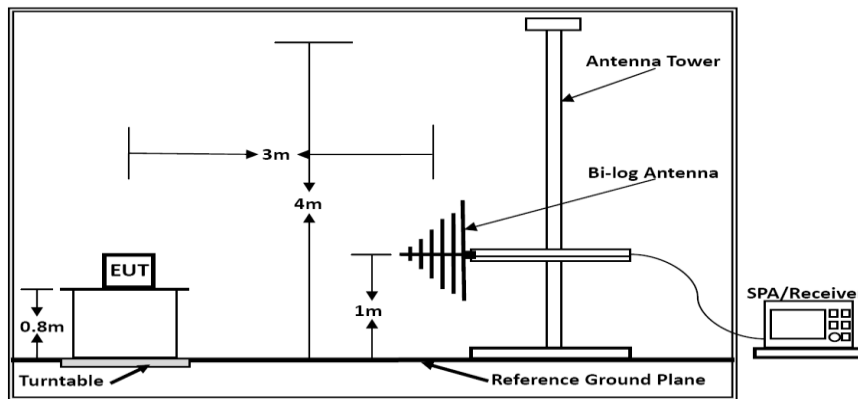 Antenna Tower
3m
Bi-log Antenna
4m
EUT
1m
0.8m
SPA/Receive
Turntable
Reference Ground Plane